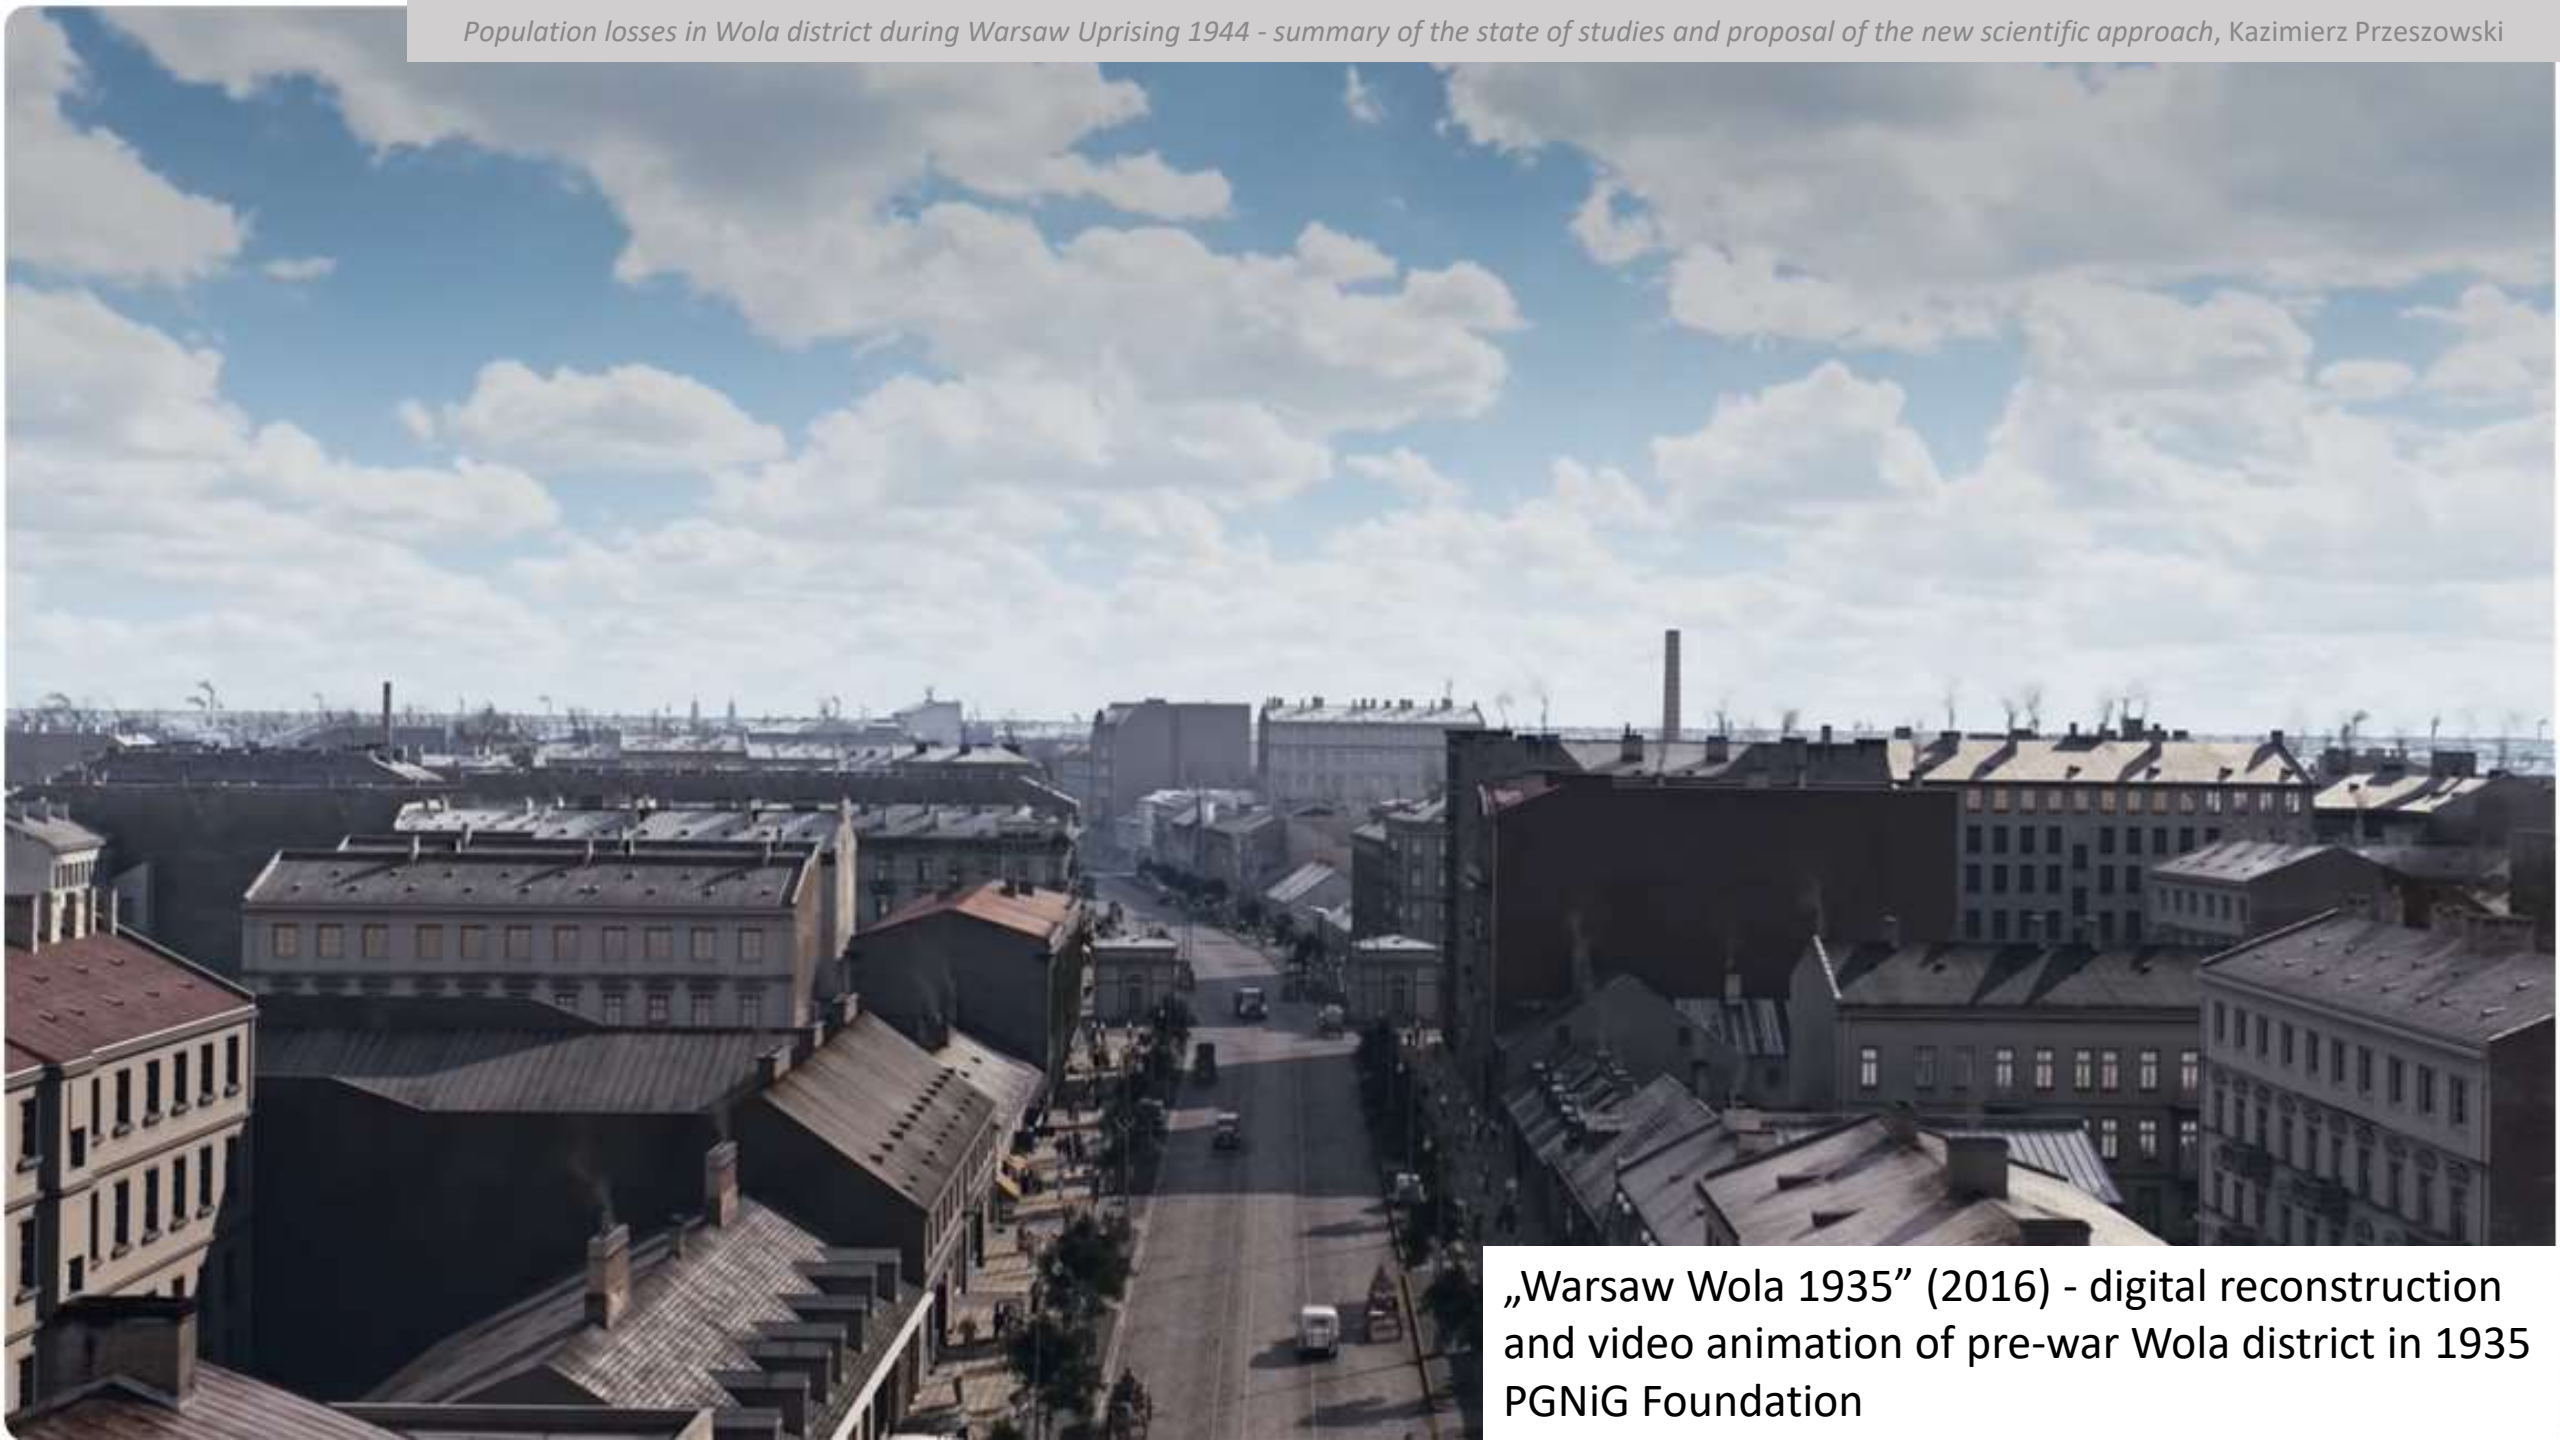 Population losses in Wola district during Warsaw Uprising 1944 - summary of the state of studies and proposal of the new scientific approach, Kazimierz Przeszowski
„Warsaw Wola 1935” (2016) - digital reconstruction
and video animation of pre-war Wola district in 1935
PGNiG Foundation